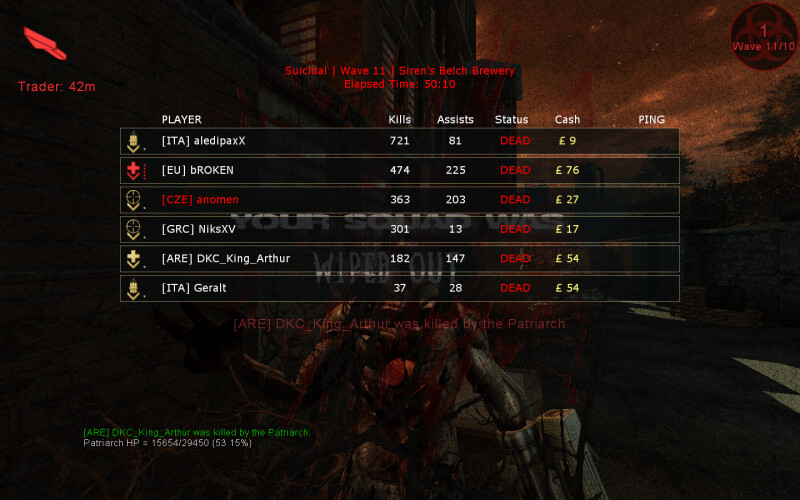 1
Wave 11/10
Trader: 42m
Suicidal | Wave 11 | Siren's Belch Brewery
Elapsed Time: 50:10
PLAYER Kills Assists Status Cash PING
[ITA] aledipaxX 721 81 DEAD £ 9
[EU] bROKEN 474 225 DEAD £ 76
[CZE] anomen 363 203 DEAD £ 27
YOUR SQUAD WAS
[GRC] NiksXV 301 13 DEAD £ 17
[ARE] DKC_King_Arthur 182 147 DEAD £ 54
WIPED OUT
[ITA] Geralt 37 28 DEAD £ 54
[ARE] DKC_King_Arthur was killed by the Patriarch
[ARE] DKC_King_Arthur was killed by the Patriarch.
Patriarch HP = 15654/29450 (53.15%)